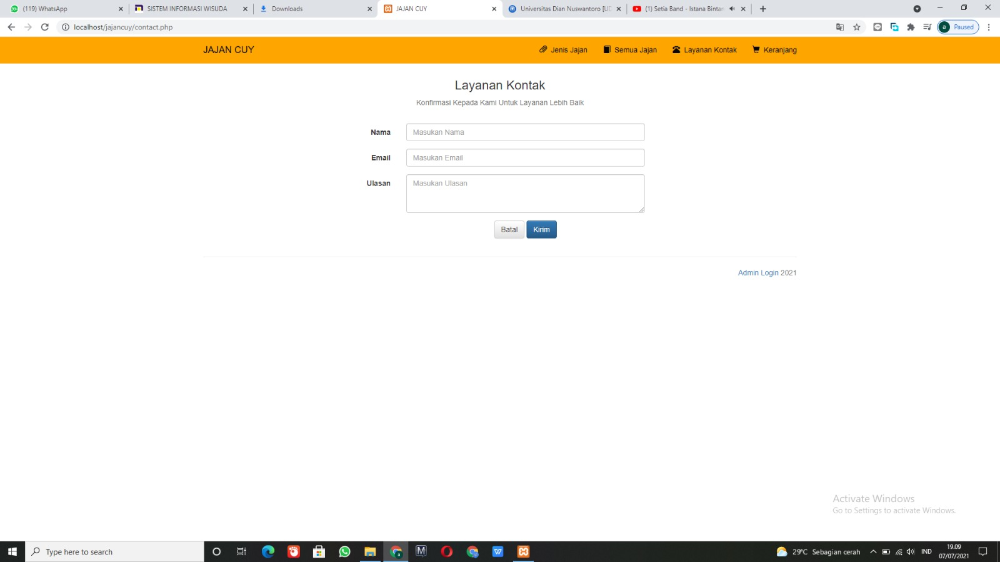 (119) WhatsApp
SISTEM INFORMASI WISUDA
Downloads
JAJAN CUY
Universitas Dian Nuswantoro [UD
(1) Setia Band - Istana Bintan
localhost/jajancuy/contact.php
a Paused
JAJAN CUY
Jenis Jajan
Semua Jajan
Layanan Kontak
Keranjang
Layanan Kontak
Konfirmasi Kepada Kami Untuk Layanan Lebih Baik
Nama
Masukan Nama
Email
Masukan Email
Ulasan
Masukan Ulasan
Batal
Kirim
Admin Login 2021
Activate Windows
Go to Settings to activate Windows.
Type here to search
29°C Sebagian cerah
IND
19.09
07/07/2021